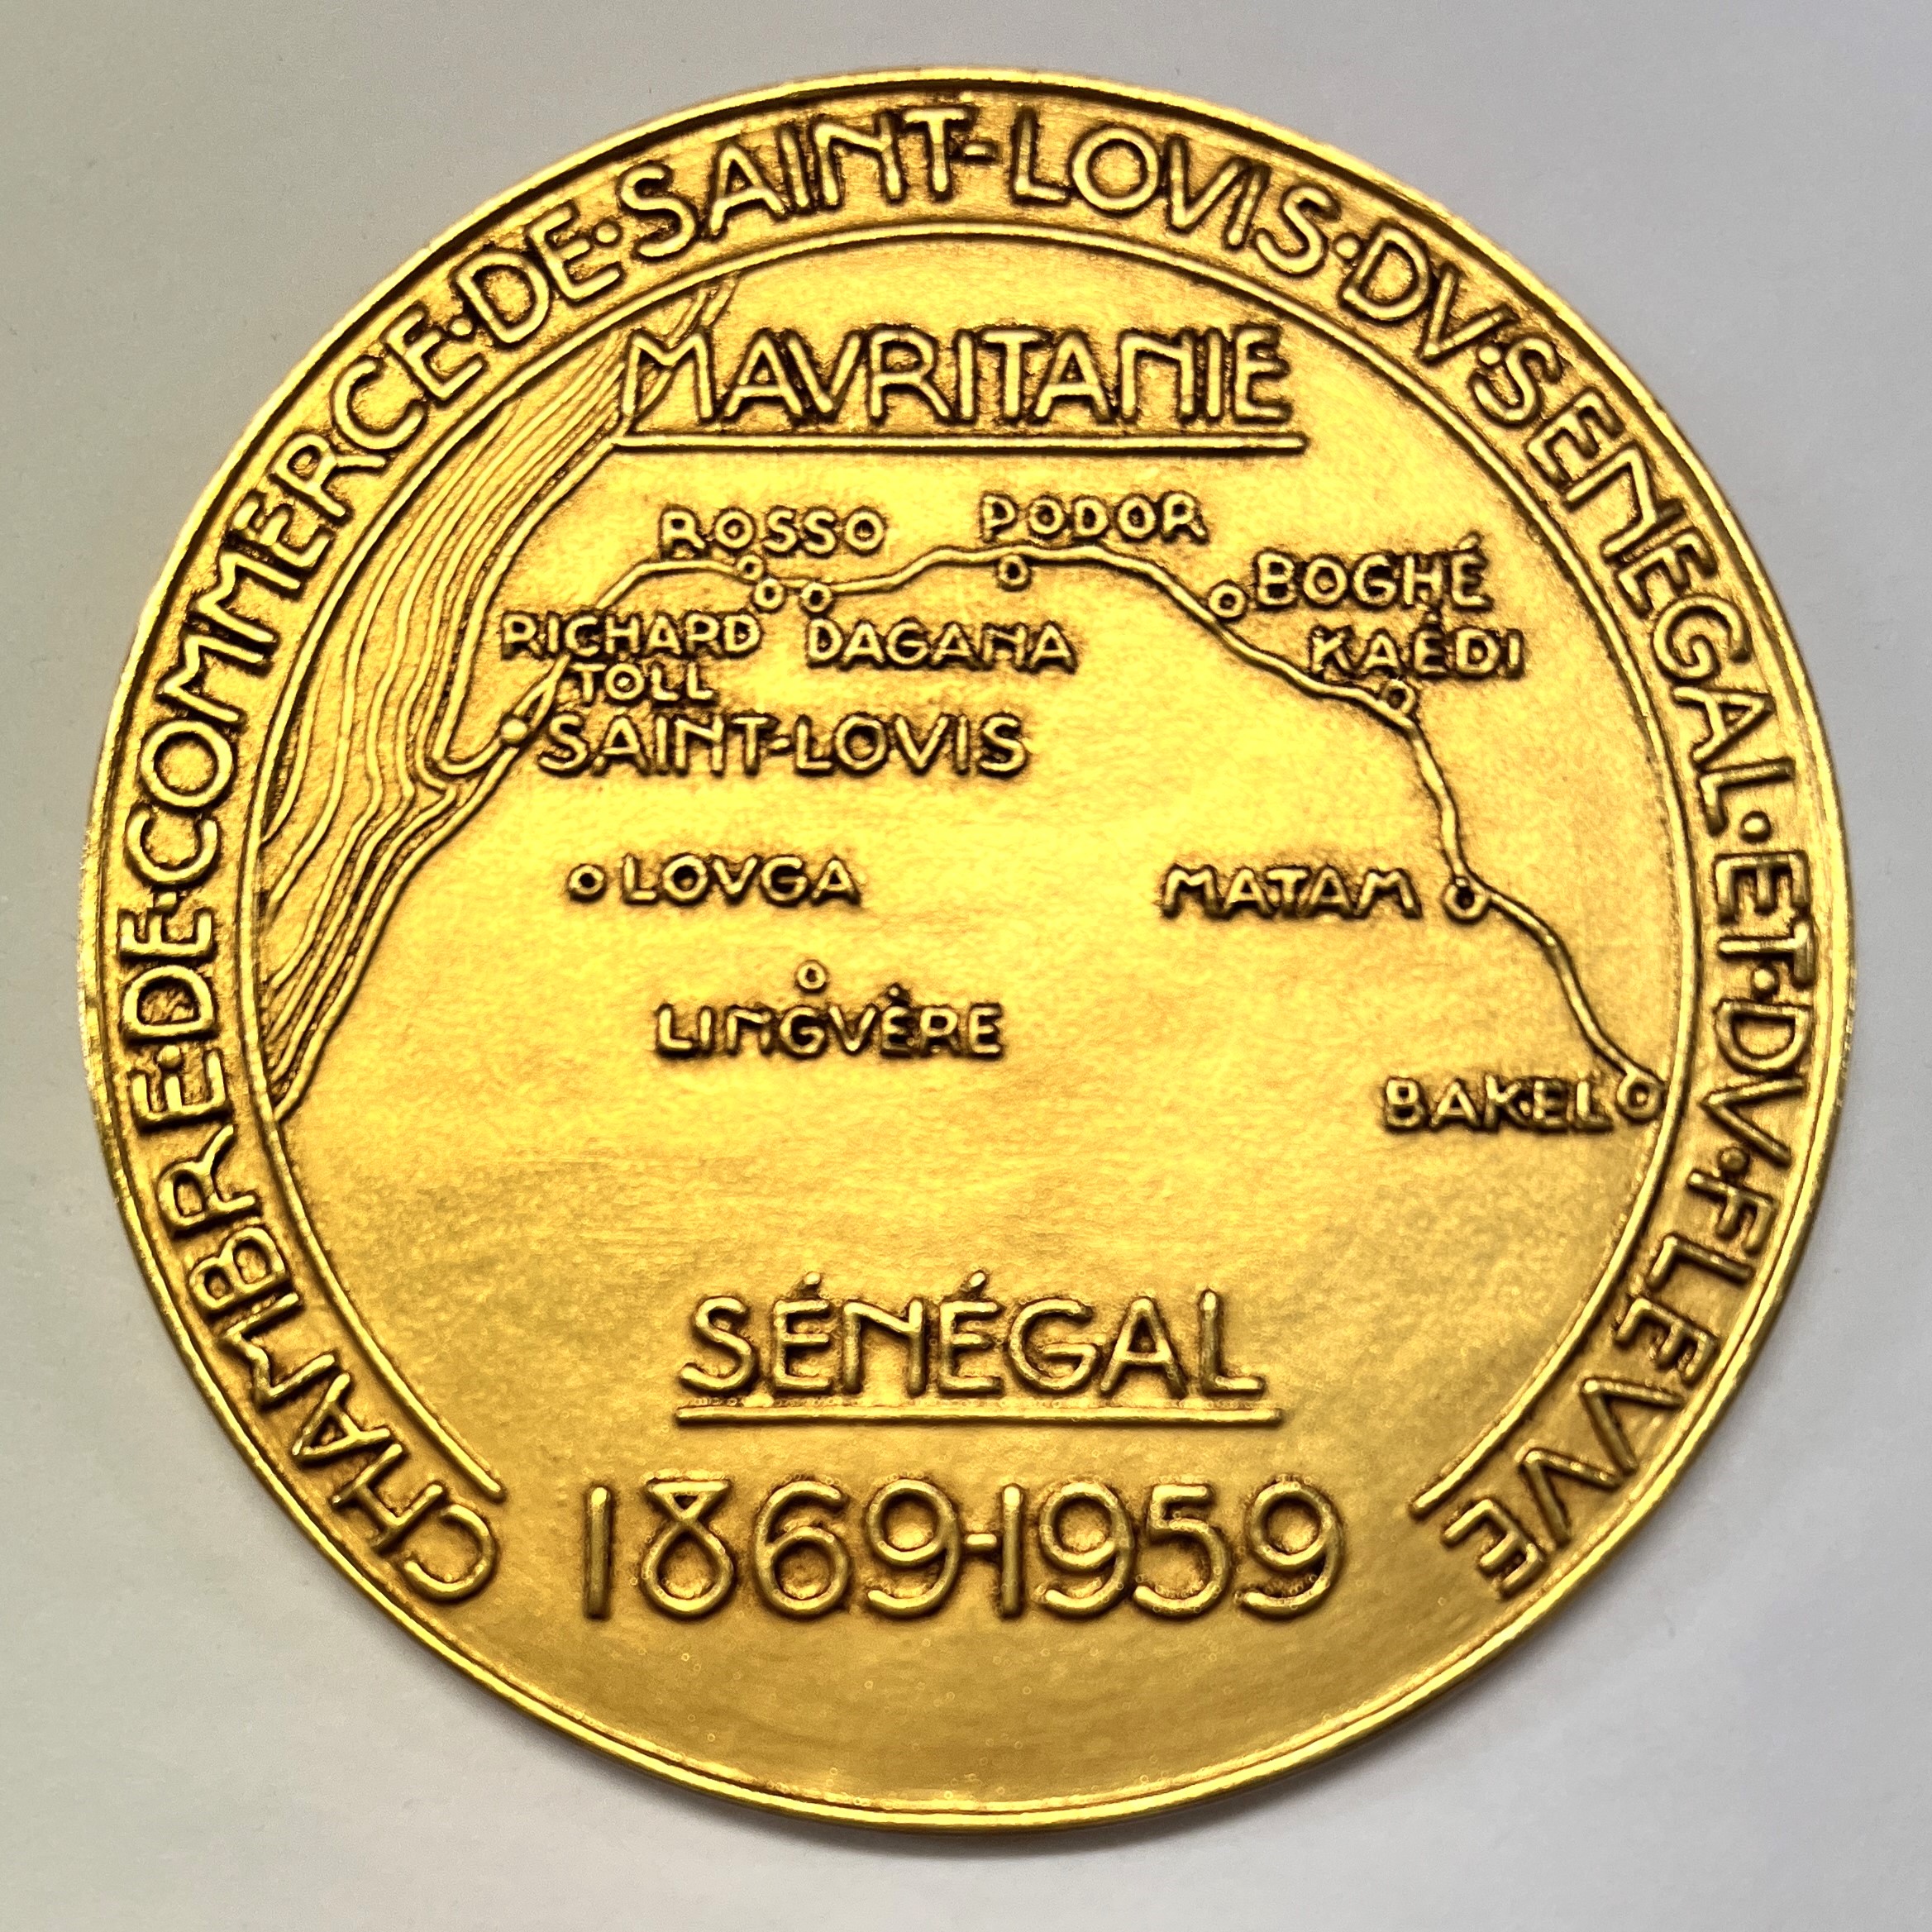 CHAMBRE·DE·COMMERCE·DE·SAINT-LOVIS·DV·SENEGAL·ET·DV·FLEVVE
MAVRITANIE
ROSSO
PODOR
BOGHÉ
RICHARD
TOLL
DAGANA
KAÉDI
SAINT-LOVIS
LOVGA
MATAM
LINGVÈRE
BAKEL
SÉNÉGAL
1869-1959